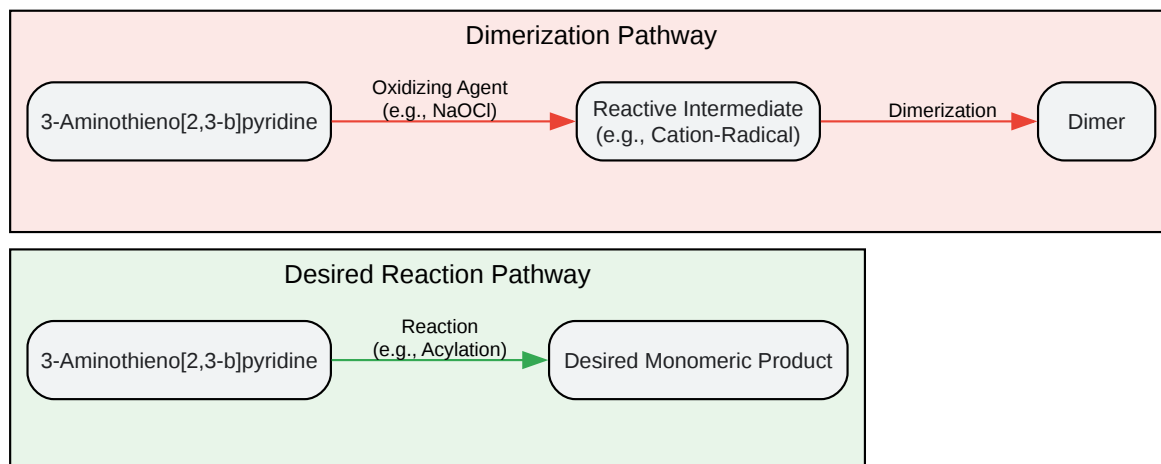 Dimerization Pathway
3-Aminothieno[2,3-b]pyridine
Oxidizing Agent
(e.g., NaOCl)
Reactive Intermediate
(e.g., Cation-Radical)
Dimerization
Dimer
Desired Reaction Pathway
3-Aminothieno[2,3-b]pyridine
Reaction
(e.g., Acylation)
Desired Monomeric Product